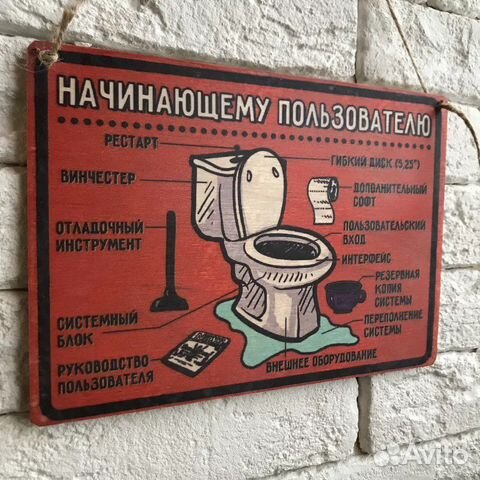 НАЧИНАЮЩЕМУ ПОЛЬЗОВАТЕЛЮ
РЕСТАРТ
ГИБКИЙ ДИСК (5,25")
ВИНЧЕСТЕР
ДОПОЛНИТЕЛЬНЫЙ
СОФТ
ОТЛАДОЧНЫЙ
ИНСТРУМЕНТ
ПОЛЬЗОВАТЕЛЬСКИЙ
ВХОД
ИНТЕРФЕЙС
РЕЗЕРВНАЯ
КОПИЯ
СИСТЕМЫ
СИСТЕМНЫЙ
БЛОК
ПЕРЕПОЛНЕНИЕ
СИСТЕМЫ
РУКОВОДСТВО
ПОЛЬЗОВАТЕЛЯ
ВНЕШНЕЕ ОБОРУДОВАНИЕ
Avito